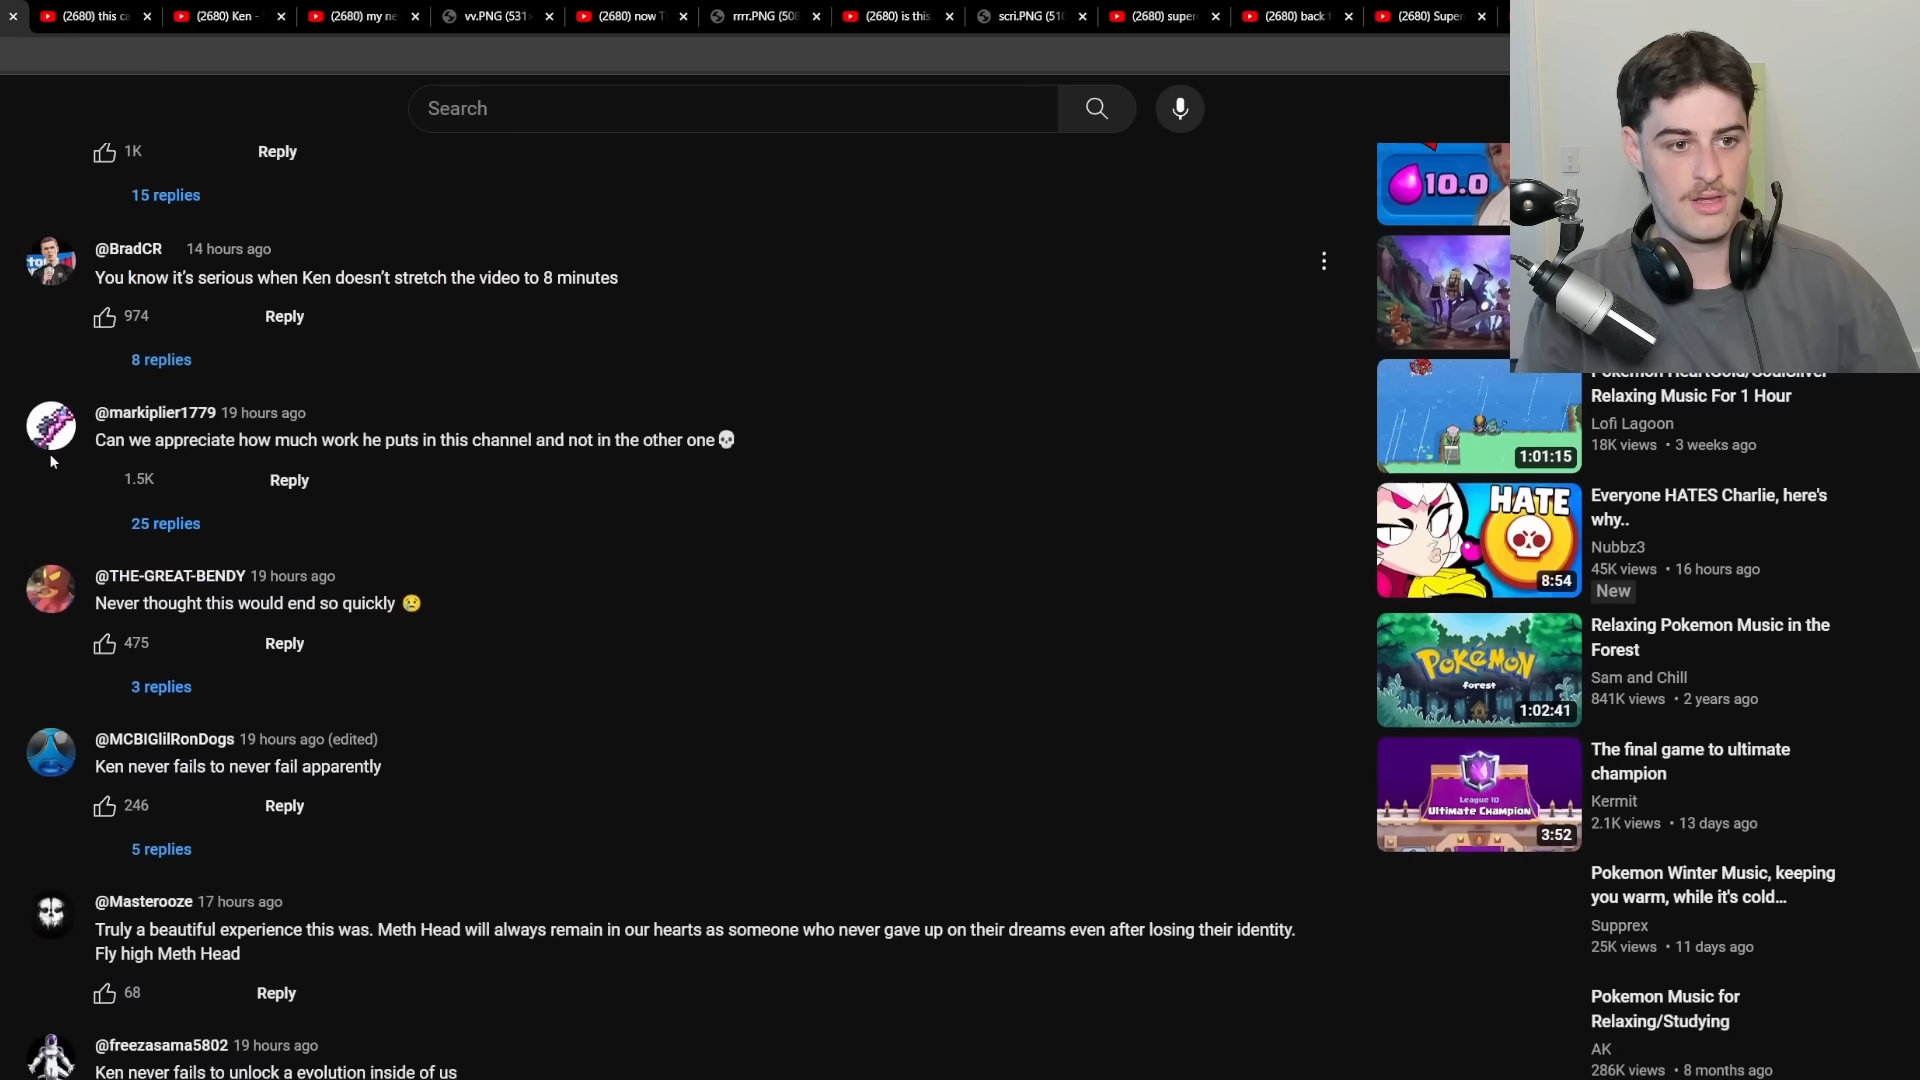 (2680) this ca
(2680) Ken -
(2680) my ne
vv.PNG (531×
(2680) now T
rrrr.PNG (508
(2680) is this
scri.PNG (516
(2680) super
(2680) back f
(2680) Super
Search
1K
Reply
15 replies
@BradCR 14 hours ago
You know it's serious when Ken doesn't stretch the video to 8 minutes
974
Reply
8 replies
@markiplier1779 19 hours ago
Can we appreciate how much work he puts in this channel and not in the other one💀
1.5K
Reply
25 replies
@THE-GREAT-BENDY 19 hours ago
Never thought this would end so quickly 😢
475
Reply
3 replies
@MCBIGlilRonDogs 19 hours ago (edited)
Ken never fails to never fail apparently
246
Reply
5 replies
@Masterooze 17 hours ago
Truly a beautiful experience this was. Meth Head will always remain in our hearts as someone who never gave up on their dreams even after losing their identity.
Fly high Meth Head
68
Reply
@freezasama5802 19 hours ago
Ken never fails to unlock a evolution inside of us
10.0
Pokemon HeartGold/SoulSilver
Relaxing Music For 1 Hour
Lofi Lagoon
18K views • 3 weeks ago
1:01:15
HATE
8:54
Everyone HATES Charlie, here's
why..
Nubbz3
45K views • 16 hours ago
New
POKéMON
forest
1:02:41
Relaxing Pokemon Music in the
Forest
Sam and Chill
841K views • 2 years ago
League 10
Ultimate Champion
3:52
The final game to ultimate
champion
Kermit
2.1K views • 13 days ago
Pokemon Winter Music, keeping
you warm, while it's cold...
Supprex
25K views • 11 days ago
Pokemon Music for
Relaxing/Studying
AK
286K views • 8 months ago